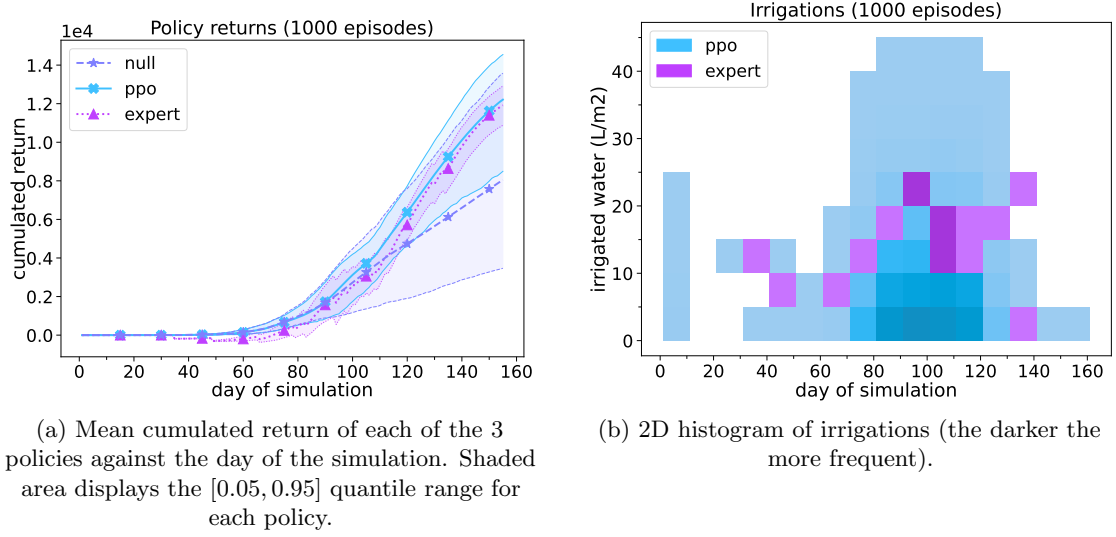 Policy returns (1000 episodes)
1e4
null
ppo
expert
cumulated return
1.4
1.2
1.0
0.8
0.6
0.4
0.2
0.0
0 20 40 60 80 100 120 140 160
day of simulation
(a) Mean cumulated return of each of the 3
policies against the day of the simulation. Shaded
area displays the [0.05, 0.95] quantile range for
each policy.
Irrigations (1000 episodes)
ppo
expert
irrigated water (L/m2)
40
30
20
10
0
0 20 40 60 80 100 120 140 160
day of simulation
(b) 2D histogram of irrigations (the darker the
more frequent).